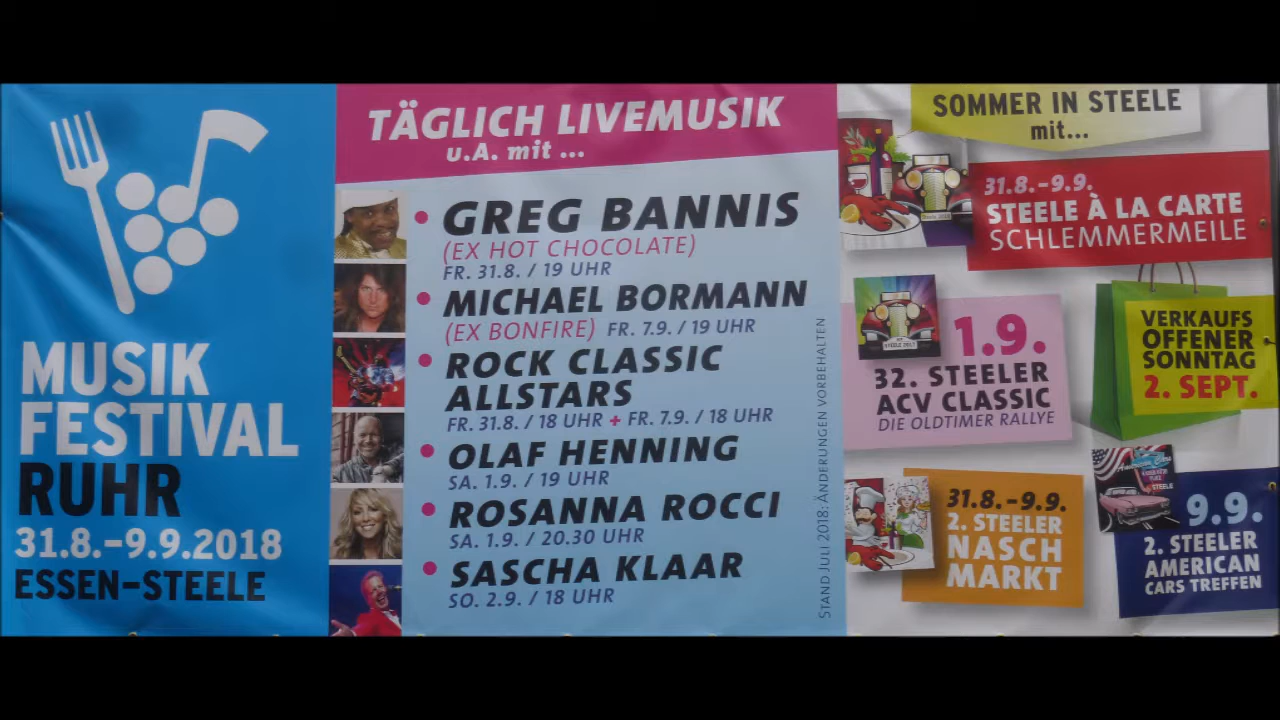 MUSIK
FESTIVAL
RUHR
31.8.–9.9.2018
ESSEN-STEELE
TÄGLICH LIVEMUSIK
u.A. mit ...
• GREG BANNIS
(EX HOT CHOCOLATE)
FR. 31.8. / 19 UHR
• MICHAEL BORMANN
(EX BONFIRE) FR. 7.9. / 19 UHR
• ROCK CLASSIC
ALLSTARS
FR. 31.8. / 18 UHR + FR. 7.9. / 18 UHR
• OLAF HENNING
SA. 1.9. / 19 UHR
• ROSANNA ROCCI
SA. 1.9. / 20.30 UHR
• SASCHA KLAAR
SO. 2.9. / 18 UHR
STAND JULI 2018: ÄNDERUNGEN VORBEHALTEN
SOMMER IN STEELE
mit...
31.8.–9.9.
STEELE À LA CARTE
SCHLEMMERMEILE
1.9.
32. STEELER
ACV CLASSIC
DIE OLDTIMER RALLYE
VERKAUFS
OFFENER
SONNTAG
2. SEPT.
31.8.–9.9.
2. STEELER
NASCH
MARKT
9.9.
2. STEELER
AMERICAN
CARS TREFFEN